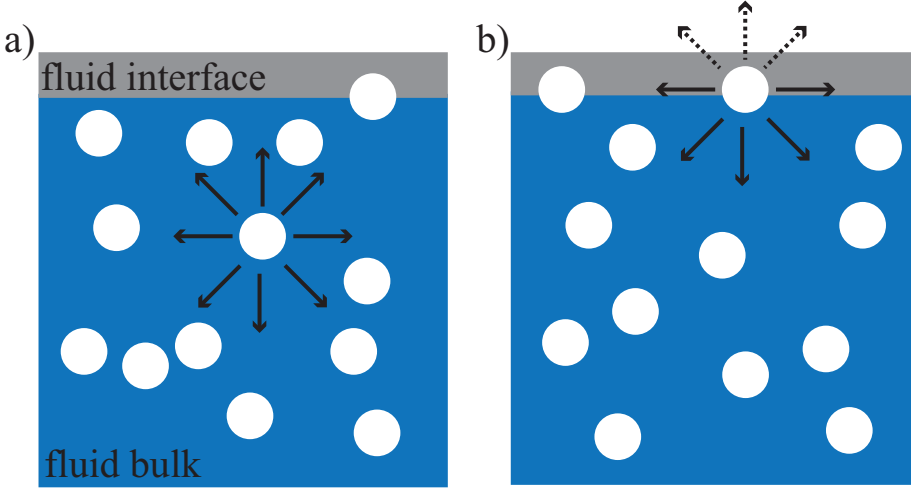 a)
fluid interface
fluid bulk
b)